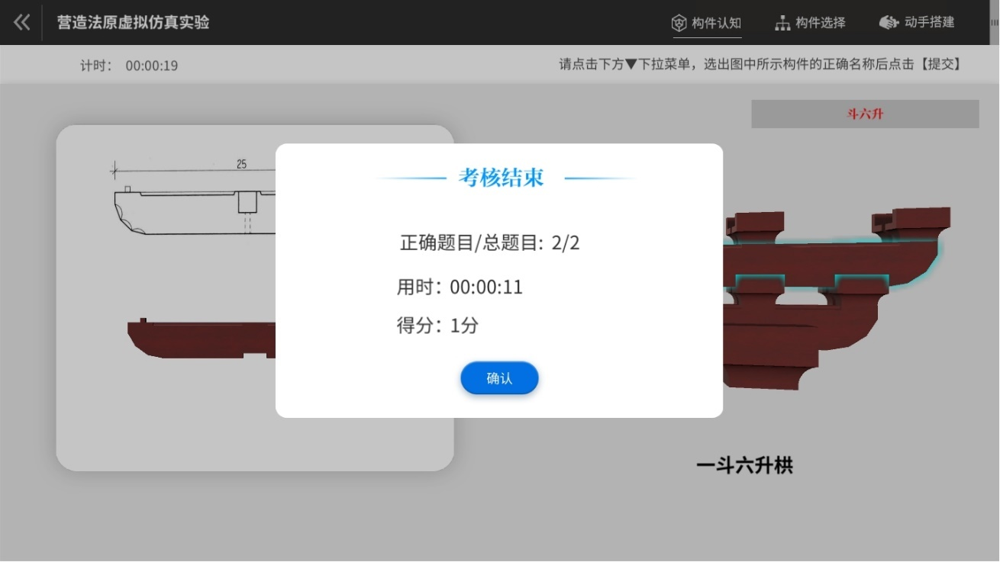 营造法原虚拟仿真实验
构件认知
构件选择
动手搭建
计时： 00:00:19
请点击下方▼下拉菜单，选出图中所示构件的正确名称后点击【提交】
斗六升
25
考核结束
正确题目/总题目: 2/2
用时：00:00:11
得分：1分
确认
一斗六升栱